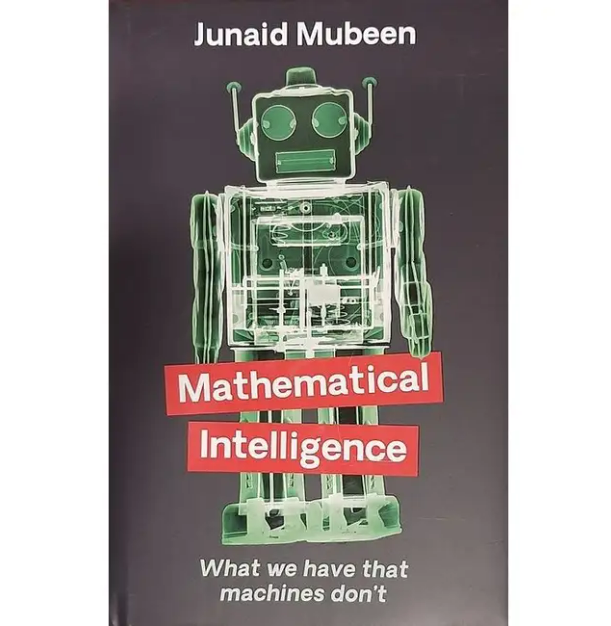 Junaid Mubeen
Mathematical
Intelligence
What we have that
machines don't